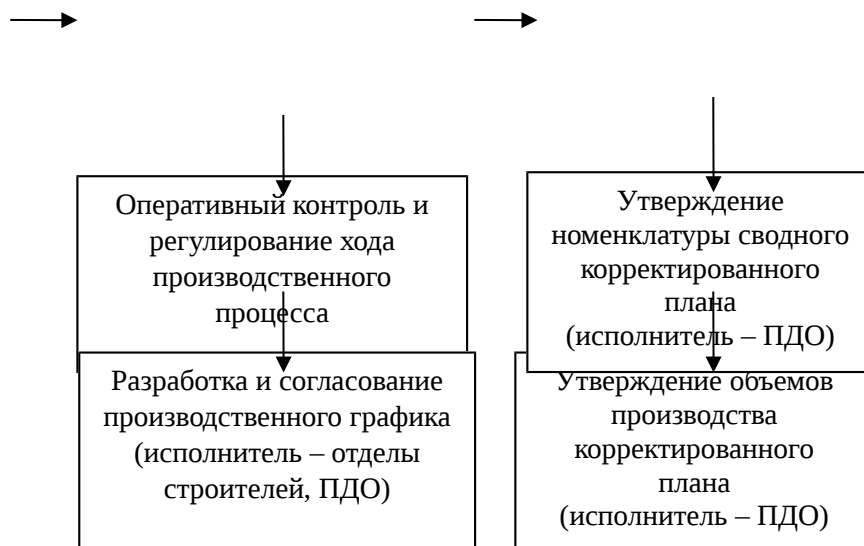 Оперативный контроль и
регулирование хода
производственного
процесса
Разработка и согласование
производственного графика
(исполнитель – отделы
строителей, ПДО)
Утверждение
номенклатуры сводного
корректированного
плана
(исполнитель – ПДО)
Утверждение объемов
производства
корректированного
плана
(исполнитель – ПДО)